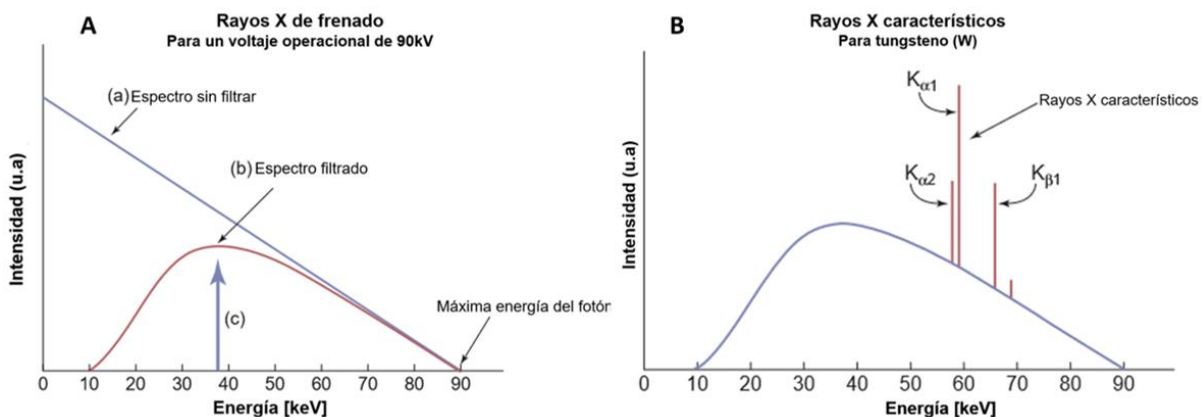 A
Rayos X de frenado
Para un voltaje operacional de 90kV
(a) Espectro sin filtrar
(b) Espectro filtrado
(c)
Máxima energía del fotón
Intensidad (u.a)
0 10 20 30 40 50 60 70 80 90
Energía [keV]
B
Rayos X característicos
Para tungsteno (W)
Kα1
Rayos X característicos
Kα2
Kβ1
Intensidad (u.a)
0 10 20 30 40 50 60 70 80 90
Energía [keV]